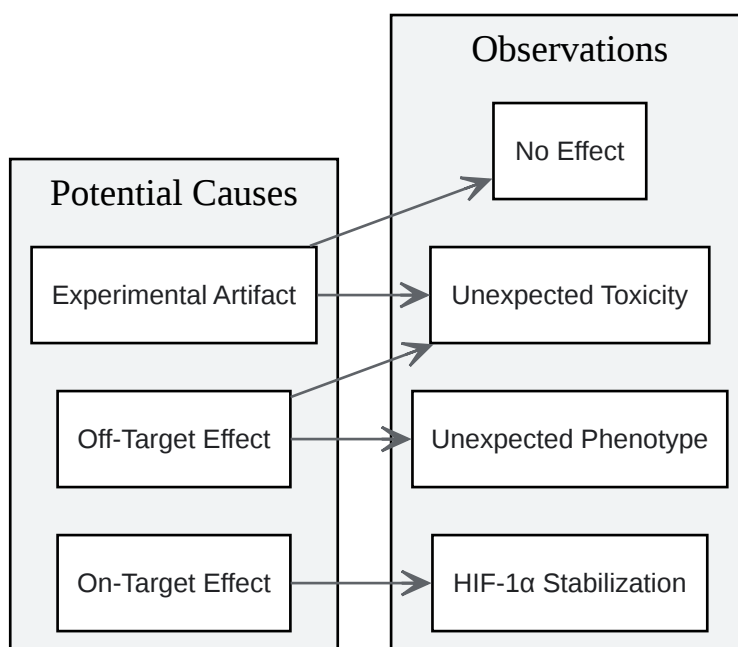 Potential Causes
Experimental Artifact
Off-Target Effect
On-Target Effect
Observations
No Effect
Unexpected Toxicity
Unexpected Phenotype
HIF-1α Stabilization